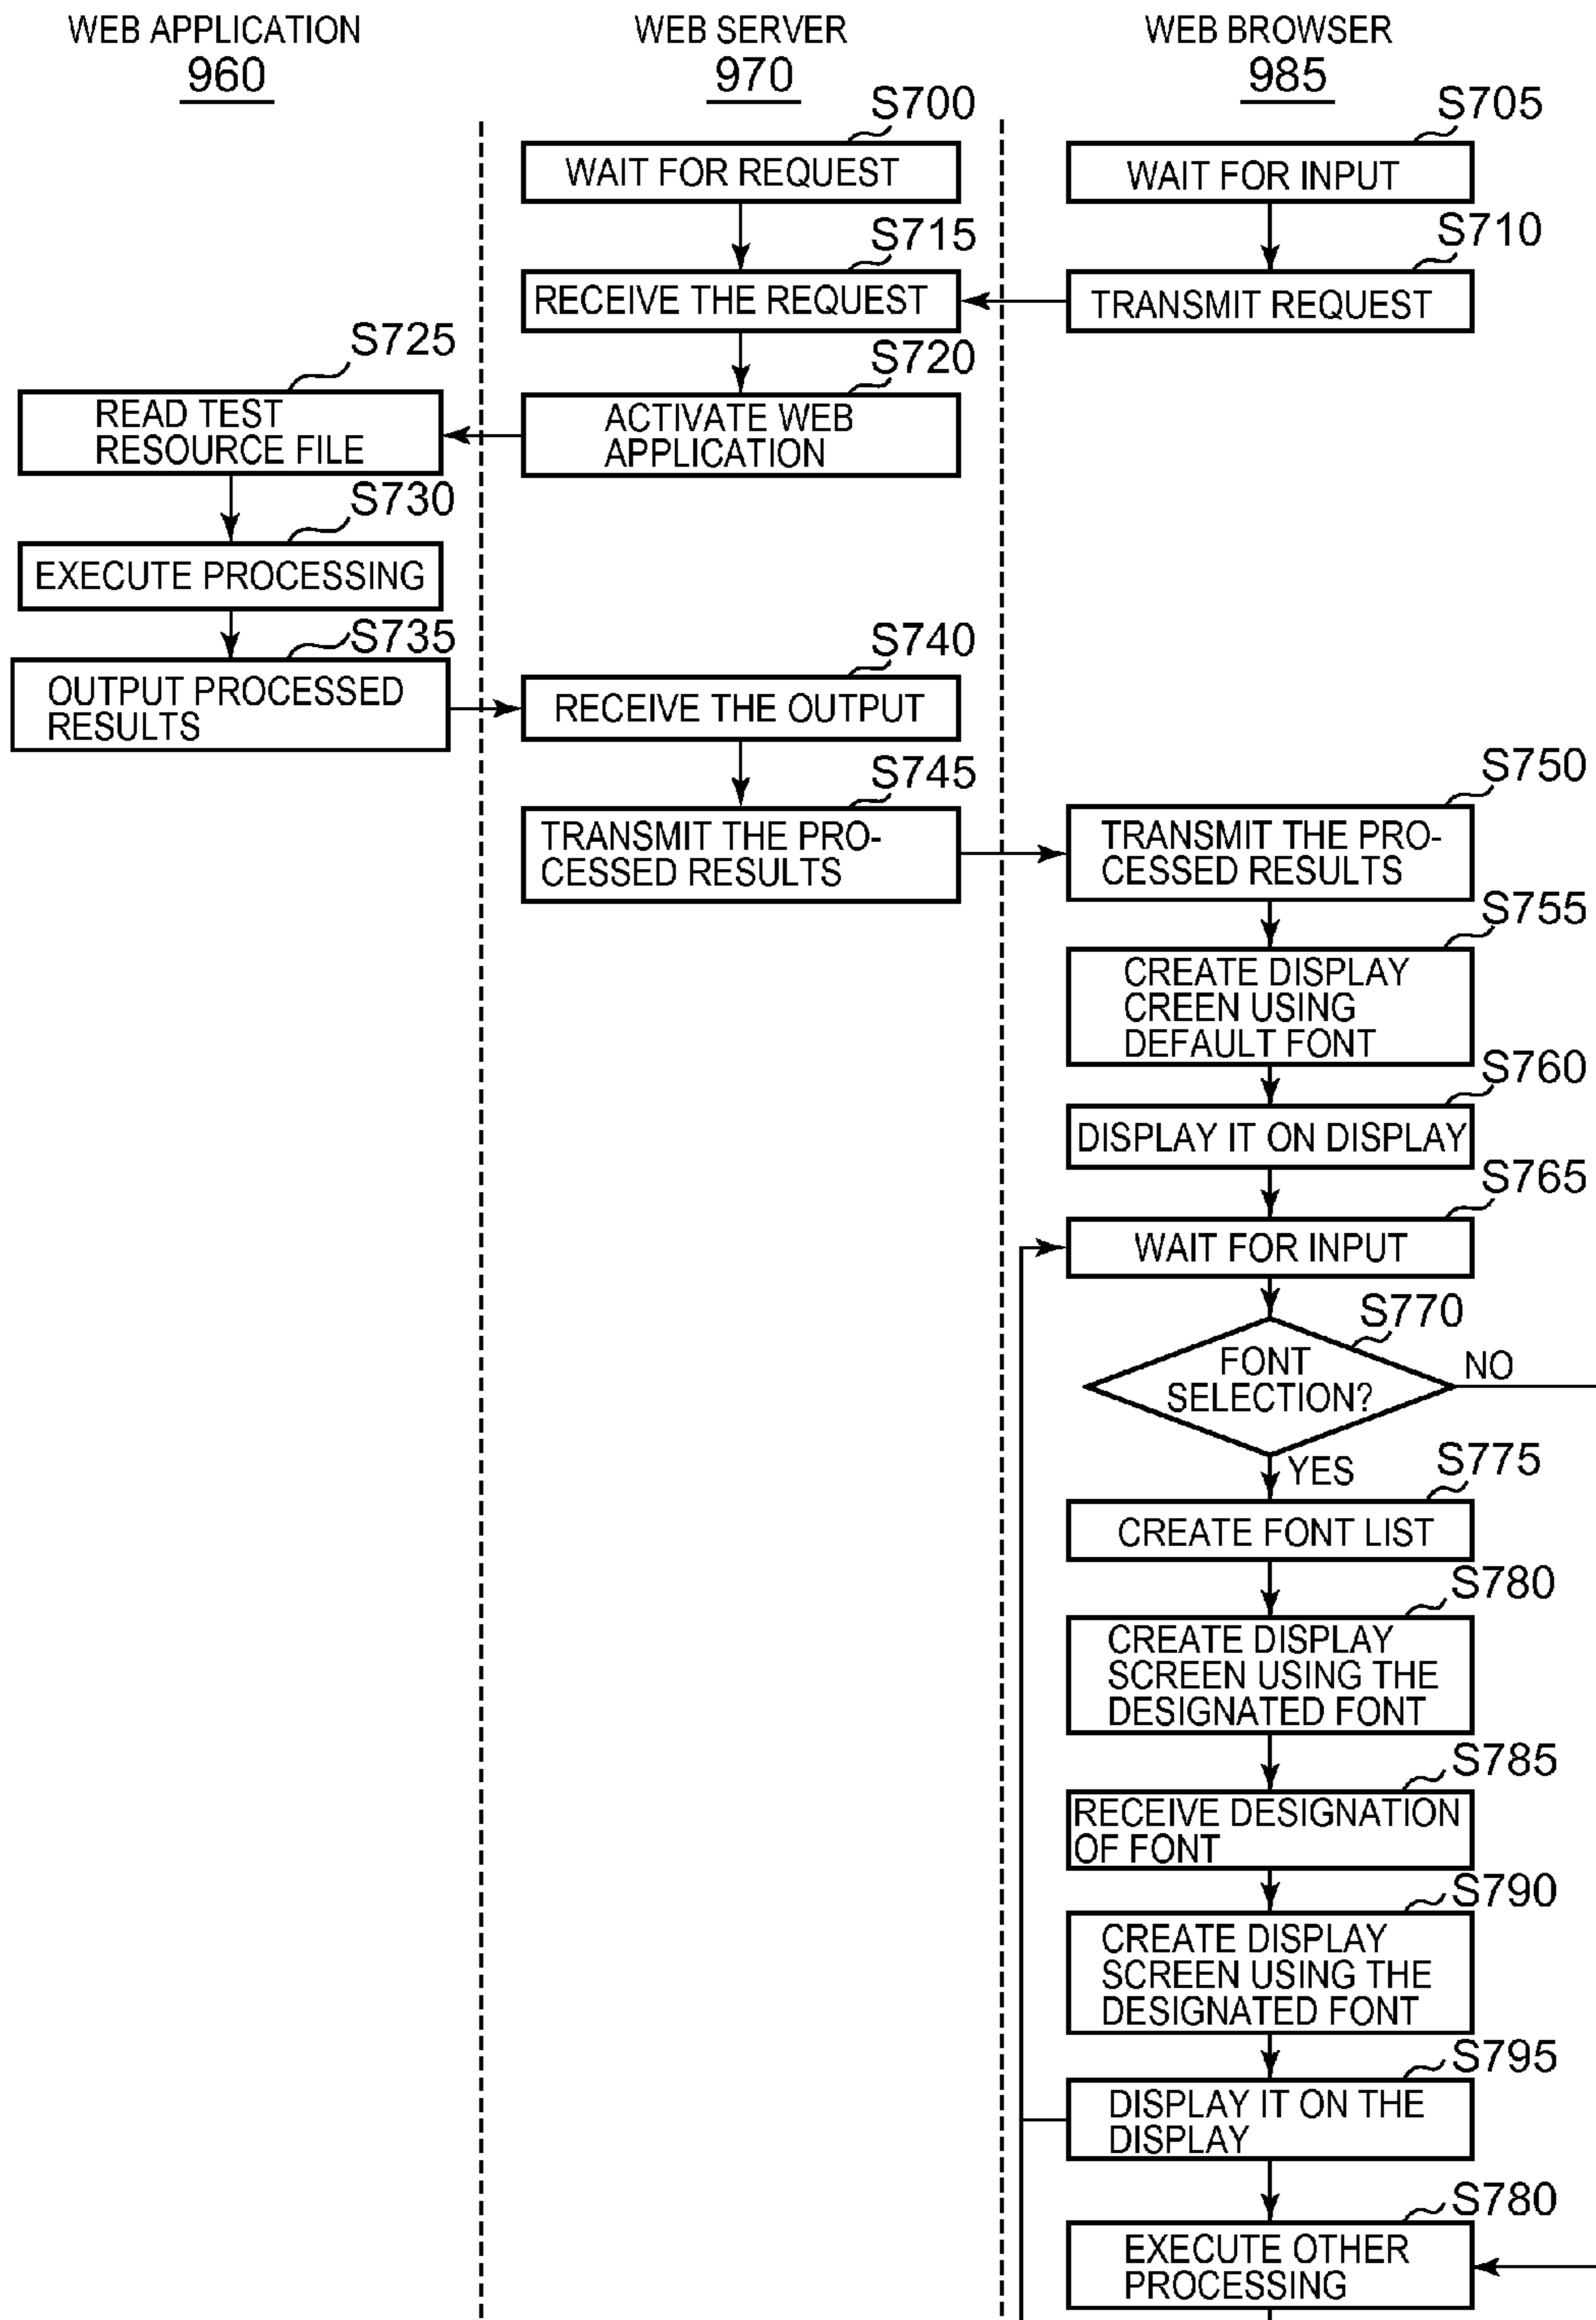 WEB APPLICATION
960
WEB SERVER
970
WEB BROWSER
985
S700
WAIT FOR REQUEST
S705
WAIT FOR INPUT
S710
TRANSMIT REQUEST
S715
RECEIVE THE REQUEST
S720
ACTIVATE WEB
APPLICATION
S725
READ TEST
RESOURCE FILE
S730
EXECUTE PROCESSING
S735
OUTPUT PROCESSED
RESULTS
S740
RECEIVE THE OUTPUT
S745
TRANSMIT THE PRO-
CESSED RESULTS
S750
TRANSMIT THE PRO-
CESSED RESULTS
S755
CREATE DISPLAY
CREEN USING
DEFAULT FONT
S760
DISPLAY IT ON DISPLAY
S765
WAIT FOR INPUT
S770
FONT
SELECTION?
NO
YES
S775
CREATE FONT LIST
S780
CREATE DISPLAY
SCREEN USING THE
DESIGNATED FONT
S785
RECEIVE DESIGNATION
OF FONT
S790
CREATE DISPLAY
SCREEN USING THE
DESIGNATED FONT
S795
DISPLAY IT ON THE
DISPLAY
S780
EXECUTE OTHER
PROCESSING